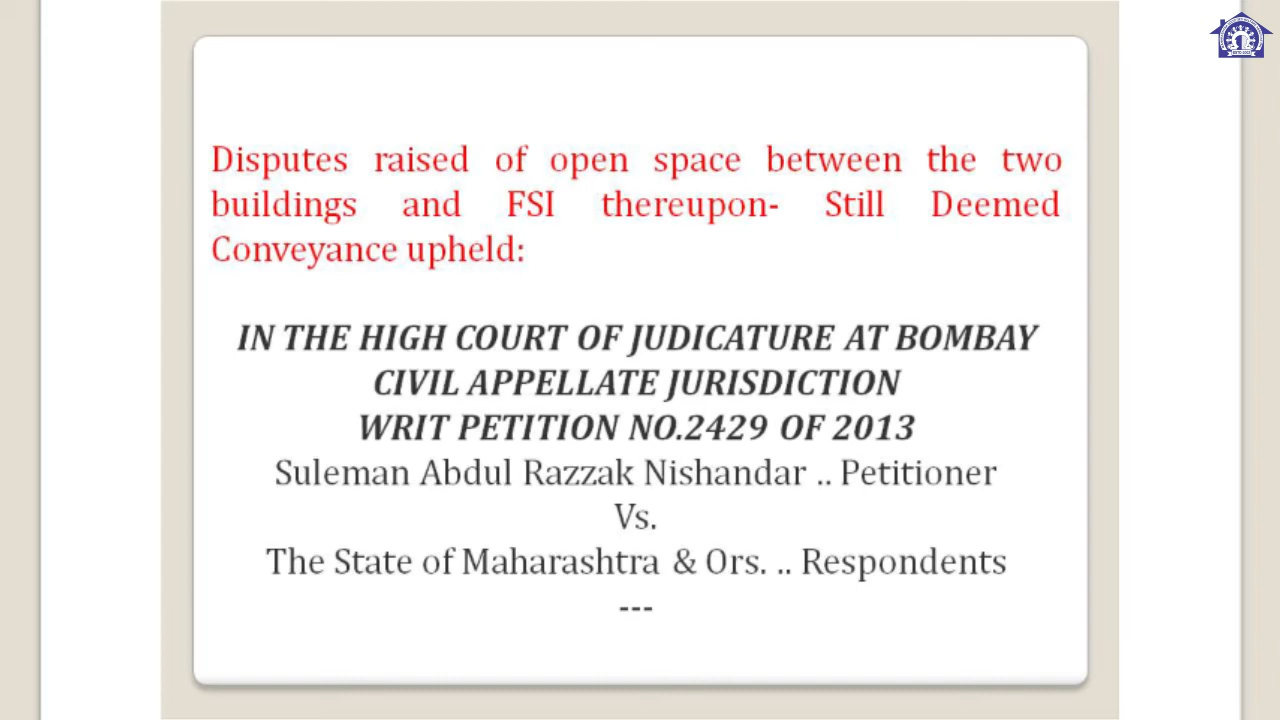 Disputes raised of open space between the two
buildings and FSI thereupon- Still Deemed
Conveyance upheld:
IN THE HIGH COURT OF JUDICATURE AT BOMBAY
CIVIL APPELLATE JURISDICTION
WRIT PETITION NO.2429 OF 2013
Suleman Abdul Razzak Nishandar .. Petitioner
Vs.
The State of Maharashtra & Ors. .. Respondents
---